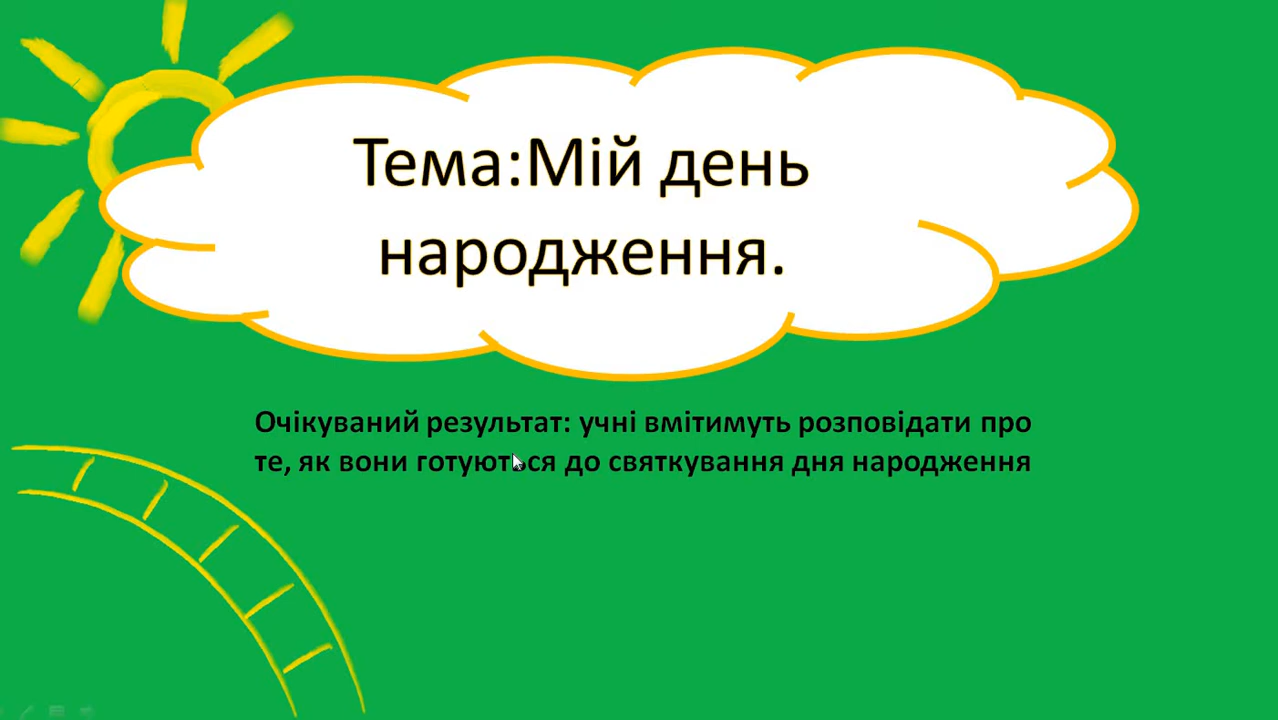 Тема:Мій день
народження.
Очікуваний результат: учні вмітимуть розповідати про
те, як вони готуються до святкування дня народження